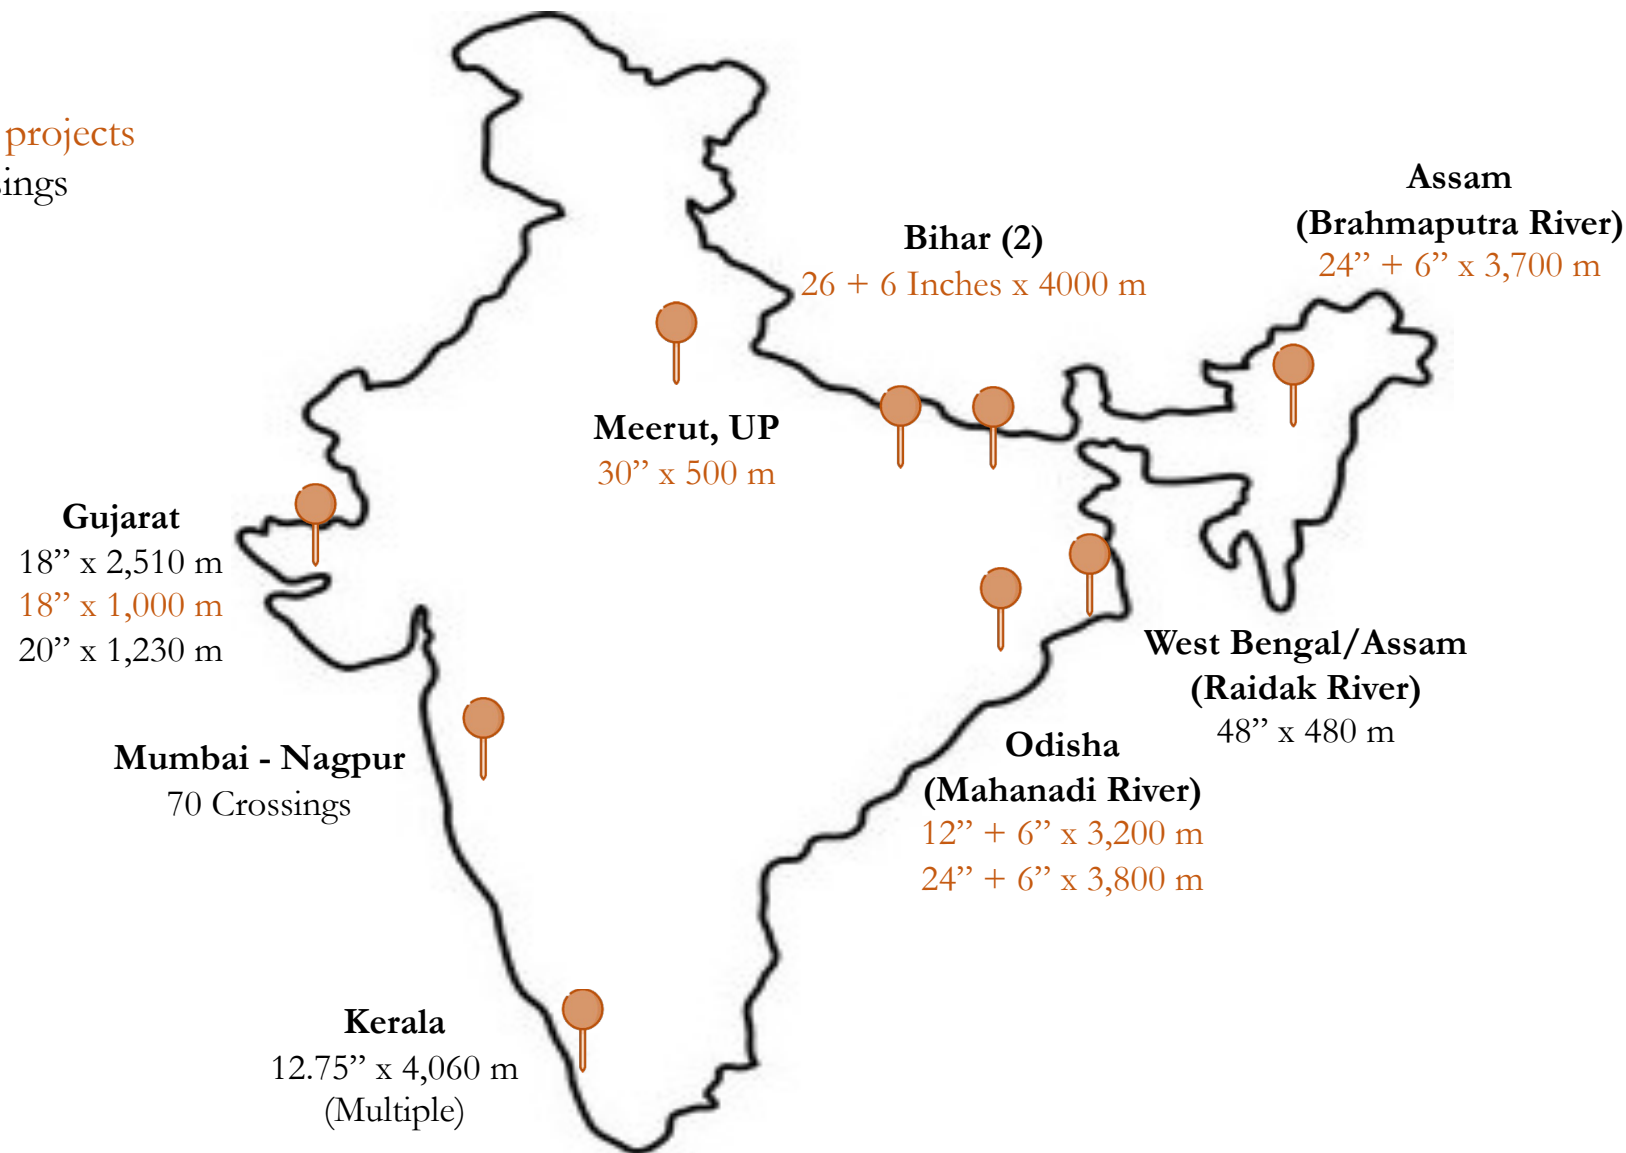 projects
Assam
(Brahmaputra River)
24” + 6” x 3,700 m
Bihar (2)
26 + 6 Inches x 4000 m
Meerut, UP
30” x 500 m
Gujarat
18” x 2,510 m
18” x 1,000 m
20” x 1,230 m
West Bengal/Assam
(Raidak River)
48” x 480 m
Mumbai - Nagpur
70 Crossings
Odisha
(Mahanadi River)
12” + 6” x 3,200 m
24” + 6” x 3,800 m
Kerala
12.75” x 4,060 m
(Multiple)